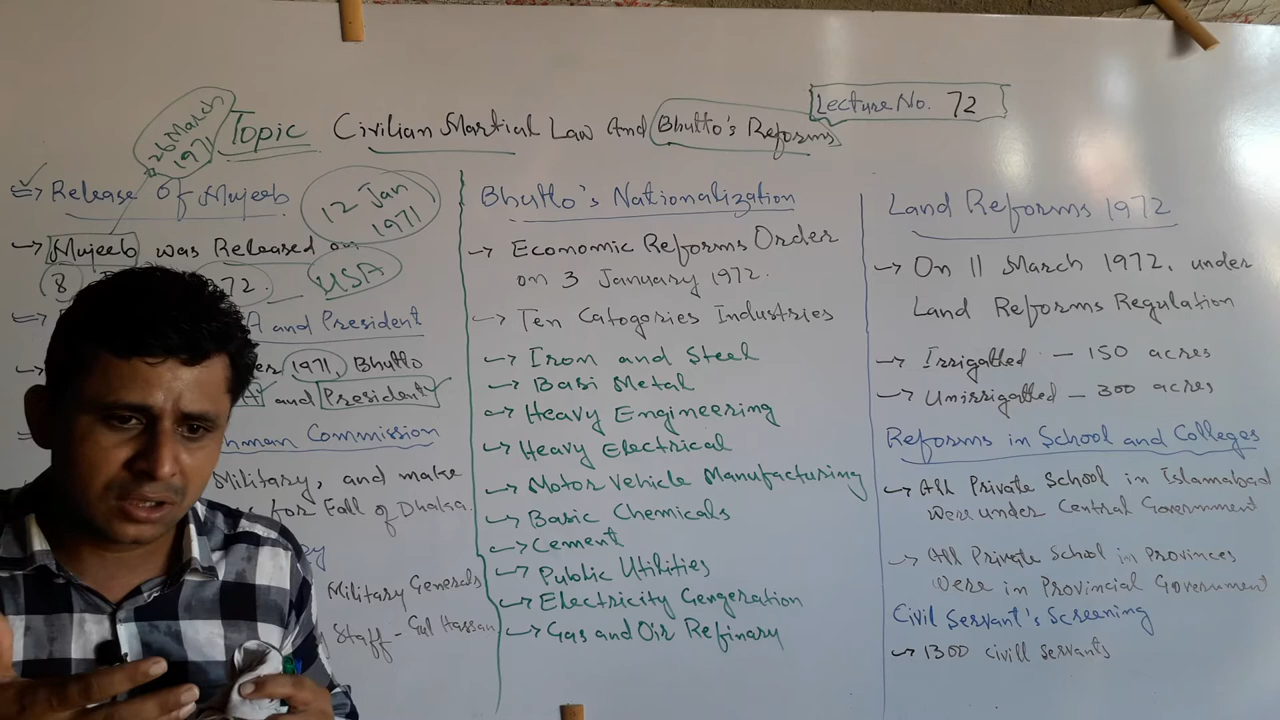 Lecture No. 72
Topic Civilian Martial Law And Bhutto's Reforms
26 March
1971
Release of Mujeeb
12 Jan
1971
Mujeeb was Released on
8 72.
USA
A and President
1971, Bhutto
and President
hman Commission
Military, and make
for Fall of Dhaka.
Military Generals
Staff - Gul Hassan
Bhutto's Nationalization
Economic Reforms Order
on 3 January 1972.
Ten Catogories Industries
Iron and Steel
Basi Metal
Heavy Engineering
Heavy Electrical
Motor Vehicle Manufacturing
Basic Chemicals
Cement
Public Utilities
Electricity Gengeration
Gas and Oir Refinary
Land Reforms 1972
On 11 March 1972, under
Land Reforms Regulation
Irrigatted - 150 acres
Unirrigatted - 300 acres
Reforms in School and Colleges
All Private School in Islamabad
were under Central Government
All Private School in Provinces
were in Provincial Government
Civil Servant's Screening
1300 civill servants